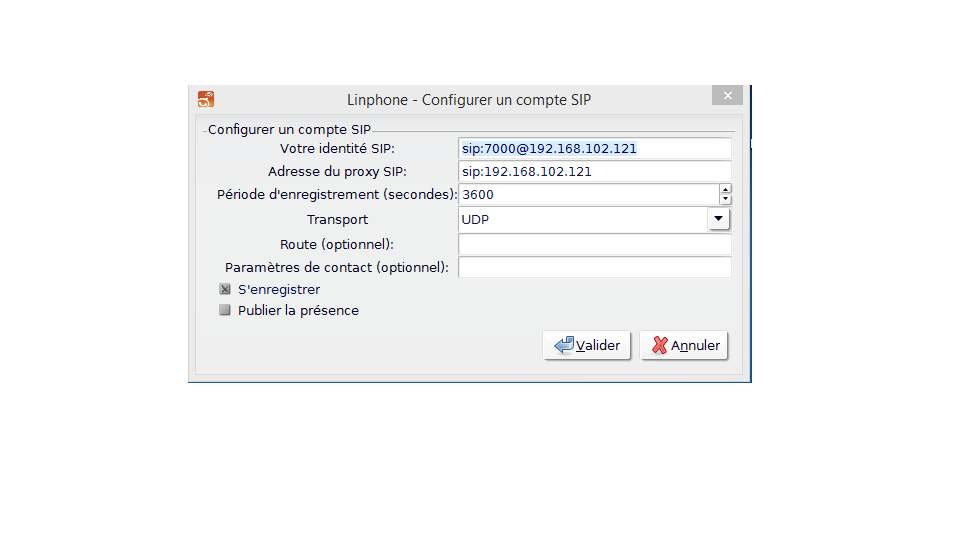 Linphone - Configurer un compte SIP
Configurer un compte SIP
Votre identité SIP: sip:7000@192.168.102.121
Adresse du proxy SIP: sip:192.168.102.121
Période d'enregistrement (secondes): 3600
Transport UDP
Route (optionnel):
Paramètres de contact (optionnel):
S'enregistrer
Publier la présence
Valider Annuler